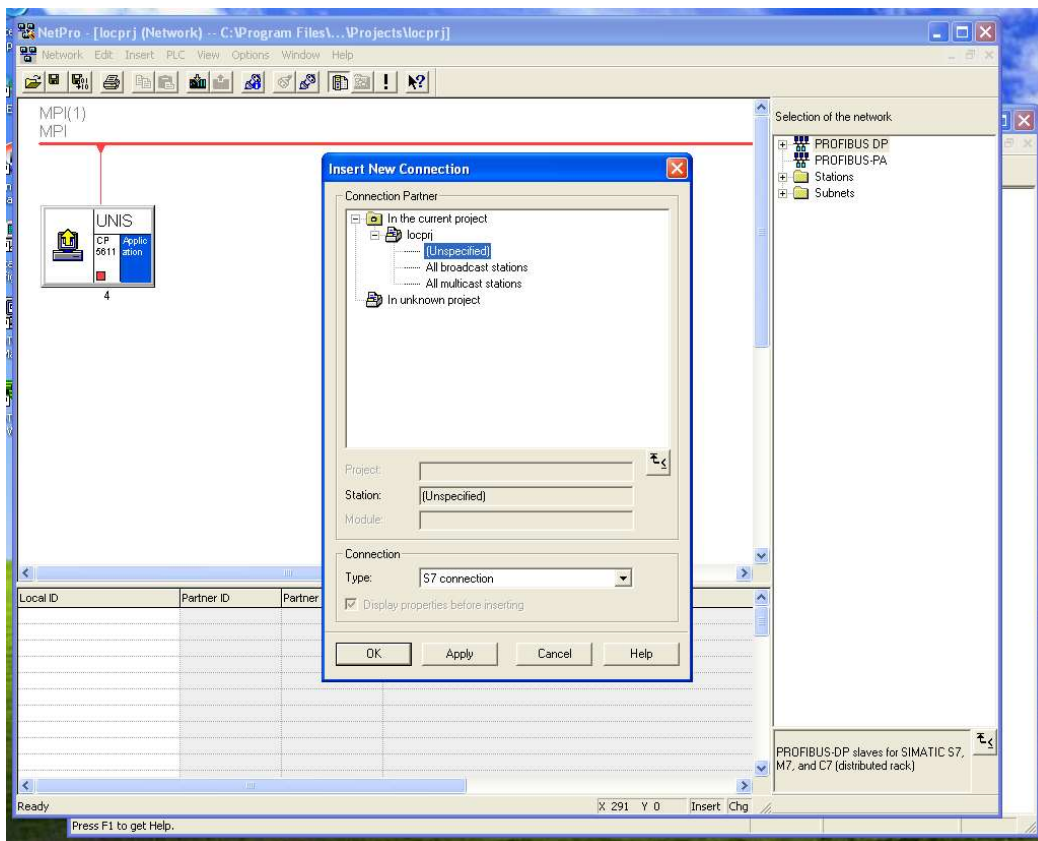 NetPro - [locprj (Network) -- C:\Program Files\...\Projects\locprj]
Network Edit Insert PLC View Options Window Help
MPI(1)
MPI
UNIS
CP 5611
Application
4
Selection of the network
PROFIBUS DP
PROFIBUS-PA
Stations
Subnets
Insert New Connection
Connection Partner
In the current project
locprj
(Unspecified)
All broadcast stations
All multicast stations
In unknown project
Project:
Station: (Unspecified)
Module:
Connection
Type: S7 connection
Display properties before inserting
OK Apply Cancel Help
Local ID Partner ID Partner
PROFIBUS-DP slaves for SIMATIC S7,
M7, and C7 (distributed rack)
Ready X 291 Y 0 Insert Chg
Press F1 to get Help.